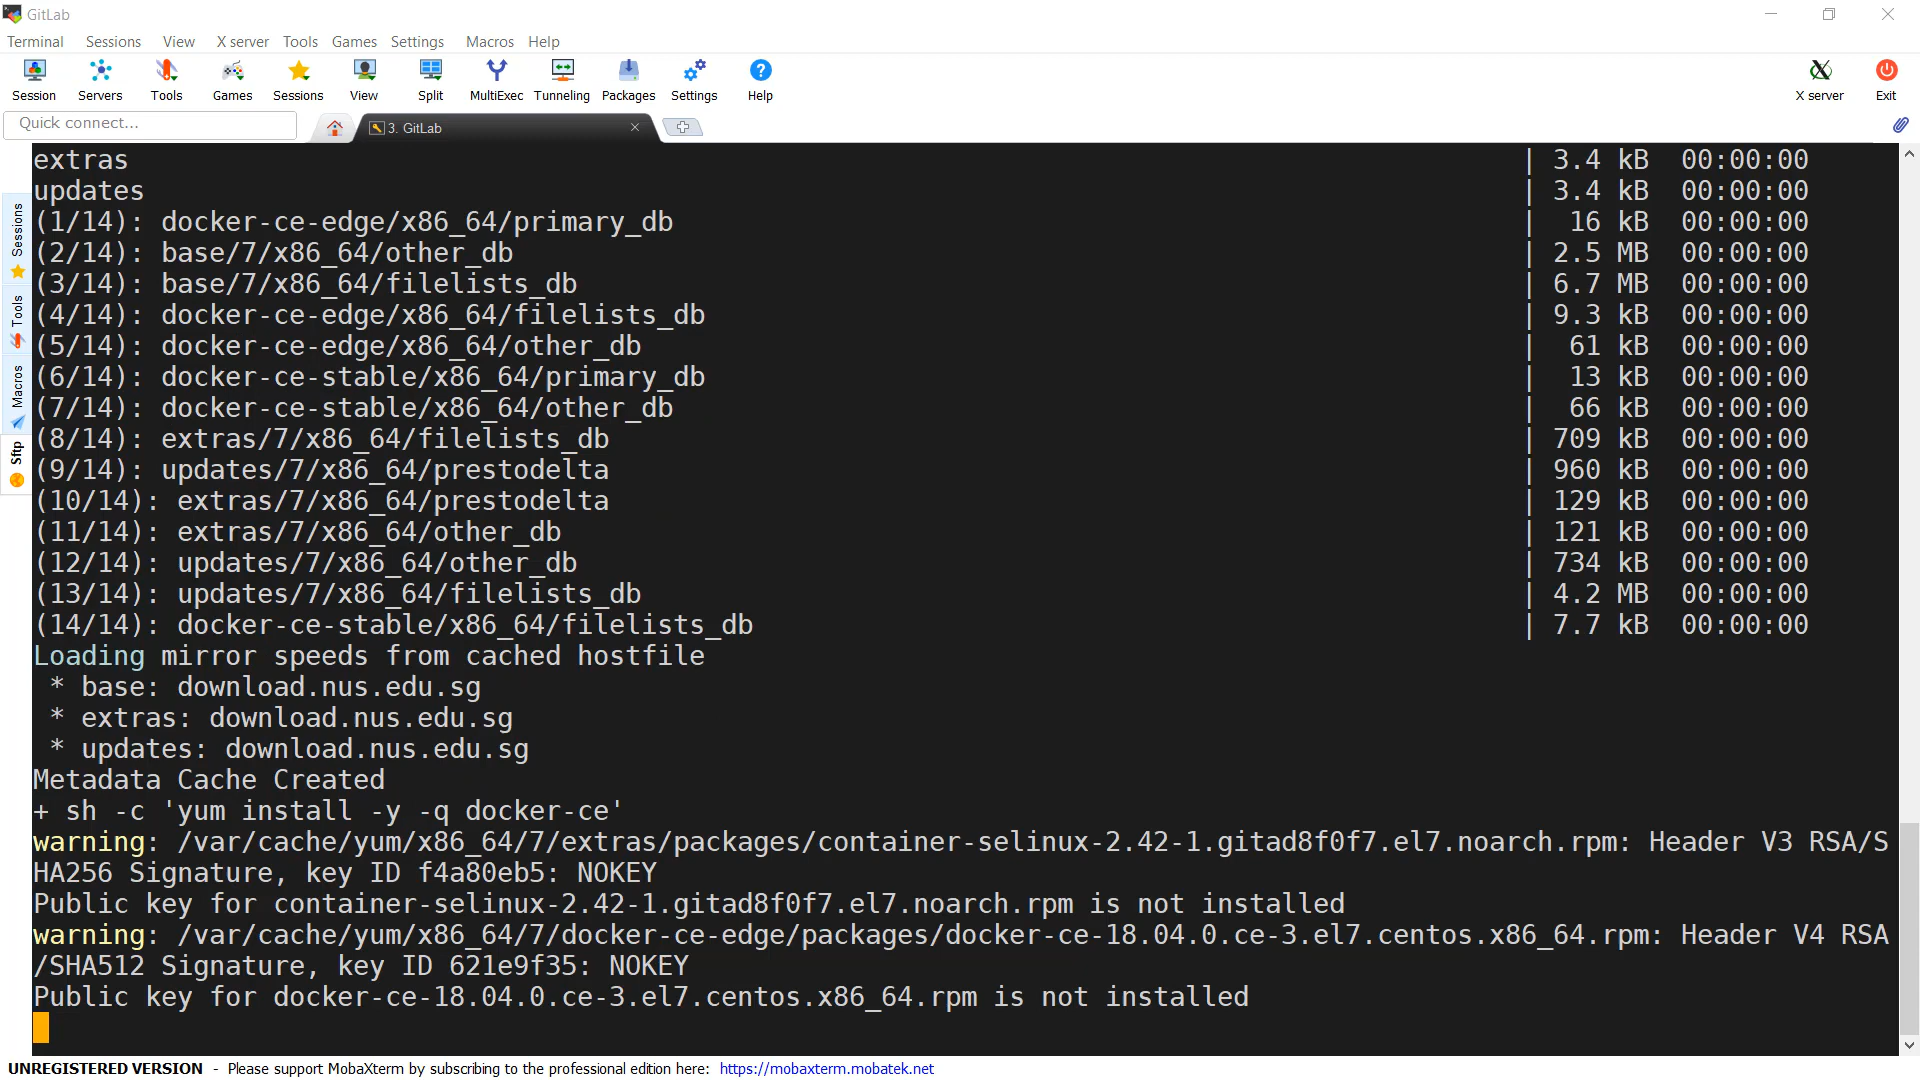 GitLab
Terminal Sessions View X server Tools Games Settings Macros Help
Session Servers Tools Games Sessions View Split MultiExec Tunneling Packages Settings Help X server Exit
Quick connect... 3. GitLab
Sessions
Tools
Macros
Sftp
extras | 3.4 kB 00:00:00
updates | 3.4 kB 00:00:00
(1/14): docker-ce-edge/x86_64/primary_db | 16 kB 00:00:00
(2/14): base/7/x86_64/other_db | 2.5 MB 00:00:00
(3/14): base/7/x86_64/filelists_db | 6.7 MB 00:00:00
(4/14): docker-ce-edge/x86_64/filelists_db | 9.3 kB 00:00:00
(5/14): docker-ce-edge/x86_64/other_db | 61 kB 00:00:00
(6/14): docker-ce-stable/x86_64/primary_db | 13 kB 00:00:00
(7/14): docker-ce-stable/x86_64/other_db | 66 kB 00:00:00
(8/14): extras/7/x86_64/filelists_db | 709 kB 00:00:00
(9/14): updates/7/x86_64/prestodelta | 960 kB 00:00:00
(10/14): extras/7/x86_64/prestodelta | 129 kB 00:00:00
(11/14): extras/7/x86_64/other_db | 121 kB 00:00:00
(12/14): updates/7/x86_64/other_db | 734 kB 00:00:00
(13/14): updates/7/x86_64/filelists_db | 4.2 MB 00:00:00
(14/14): docker-ce-stable/x86_64/filelists_db | 7.7 kB 00:00:00
Loading mirror speeds from cached hostfile
* base: download.nus.edu.sg
* extras: download.nus.edu.sg
* updates: download.nus.edu.sg
Metadata Cache Created
+ sh -c 'yum install -y -q docker-ce'
warning: /var/cache/yum/x86_64/7/extras/packages/container-selinux-2.42-1.gitad8f0f7.el7.noarch.rpm: Header V3 RSA/S
HA256 Signature, key ID f4a80eb5: NOKEY
Public key for container-selinux-2.42-1.gitad8f0f7.el7.noarch.rpm is not installed
warning: /var/cache/yum/x86_64/7/docker-ce-edge/packages/docker-ce-18.04.0.ce-3.el7.centos.x86_64.rpm: Header V4 RSA
/SHA512 Signature, key ID 621e9f35: NOKEY
Public key for docker-ce-18.04.0.ce-3.el7.centos.x86_64.rpm is not installed
UNREGISTERED VERSION - Please support MobaXterm by subscribing to the professional edition here: https://mobaxterm.mobatek.net